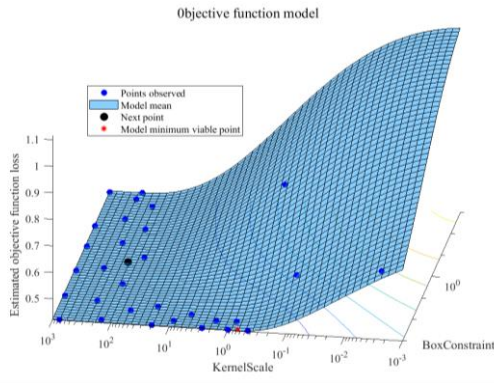 Objective function model
Points observed
Model mean
Next point
Model minimum viable point
Estimated objective function loss
1.1
1
0.9
0.8
0.7
0.6
0.5
10³
10²
10¹
10⁰
10⁻¹
10⁻²
10⁻³
KernelScale
10⁰
BoxConstraint